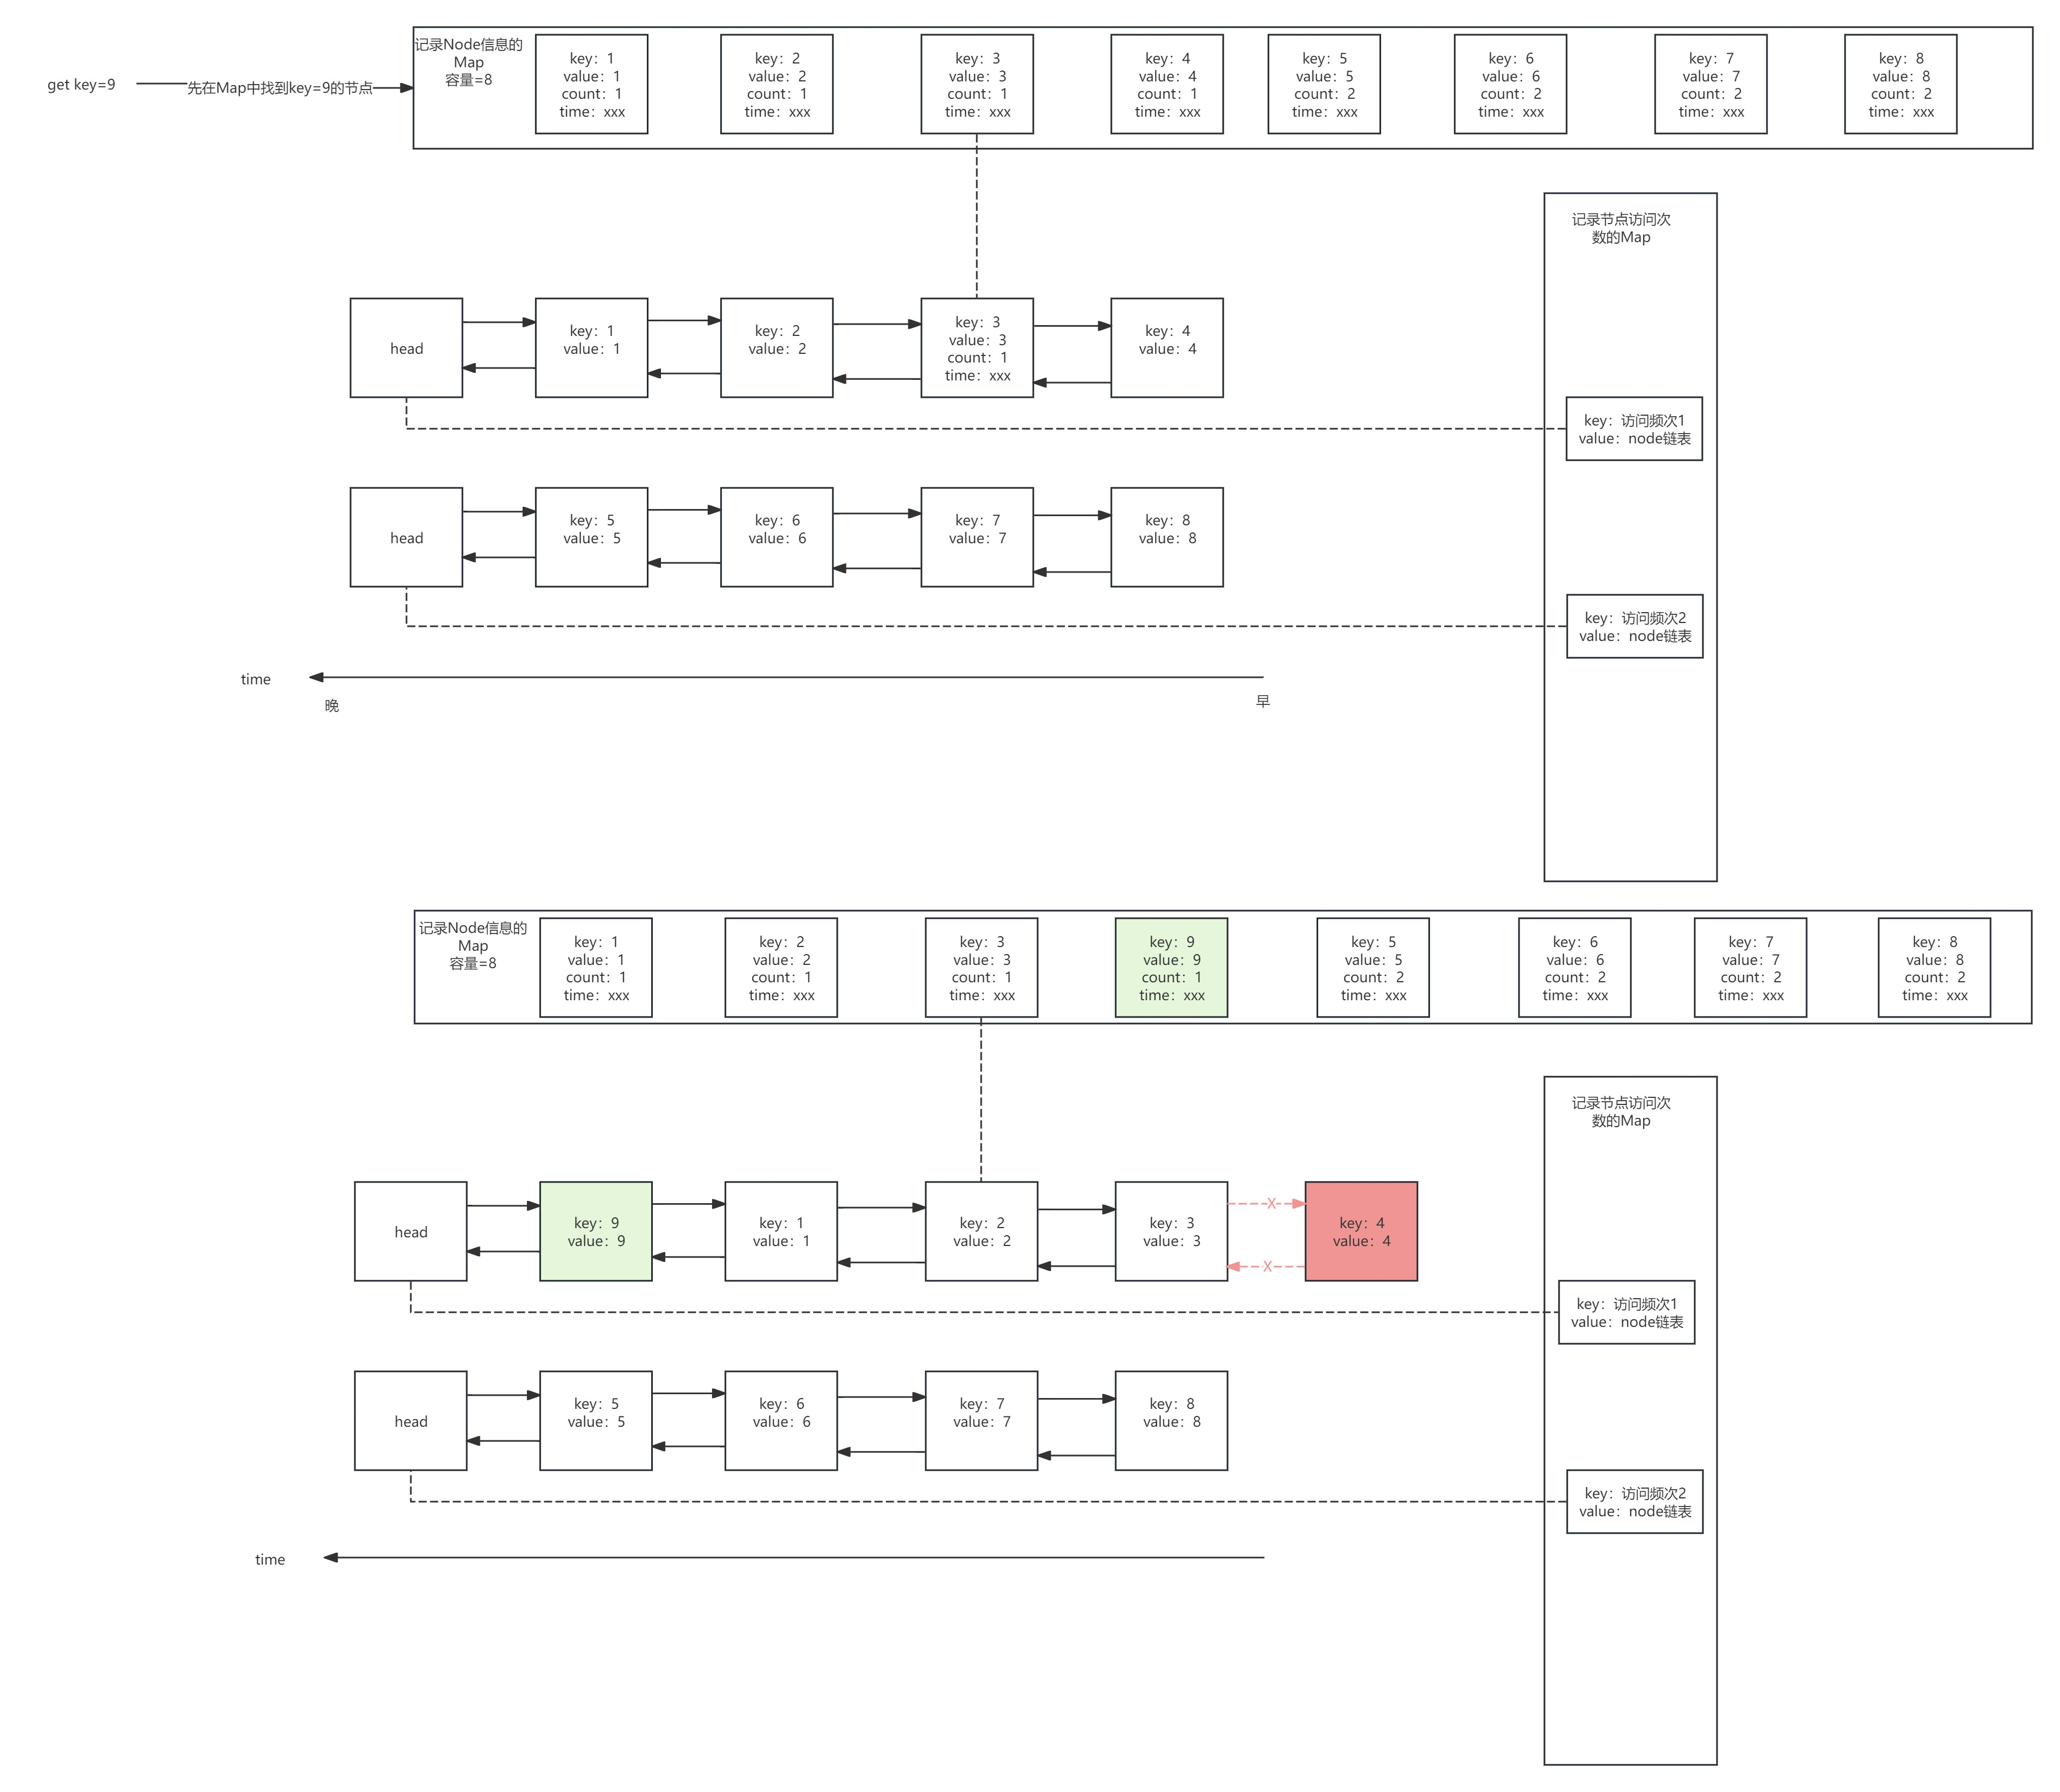 get key=9
先在Map中找到key=9的节点
记录Node信息的
Map
容量=8
key：1
value：1
count：1
time：xxx
key：2
value：2
count：1
time：xxx
key：3
value：3
count：1
time：xxx
key：4
value：4
count：1
time：xxx
key：5
value：5
count：2
time：xxx
key：6
value：6
count：2
time：xxx
key：7
value：7
count：2
time：xxx
key：8
value：8
count：2
time：xxx
记录节点访问次
数的Map
head
key：1
value：1
key：2
value：2
key：3
value：3
count：1
time：xxx
key：4
value：4
key：访问频次1
value：node链表
head
key：5
value：5
key：6
value：6
key：7
value：7
key：8
value：8
key：访问频次2
value：node链表
time
晚
早
记录Node信息的
Map
容量=8
key：1
value：1
count：1
time：xxx
key：2
value：2
count：1
time：xxx
key：3
value：3
count：1
time：xxx
key：9
value：9
count：1
time：xxx
key：5
value：5
count：2
time：xxx
key：6
value：6
count：2
time：xxx
key：7
value：7
count：2
time：xxx
key：8
value：8
count：2
time：xxx
记录节点访问次
数的Map
head
key：9
value：9
key：1
value：1
key：2
value：2
key：3
value：3
X
X
key：4
value：4
key：访问频次1
value：node链表
head
key：5
value：5
key：6
value：6
key：7
value：7
key：8
value：8
key：访问频次2
value：node链表
time